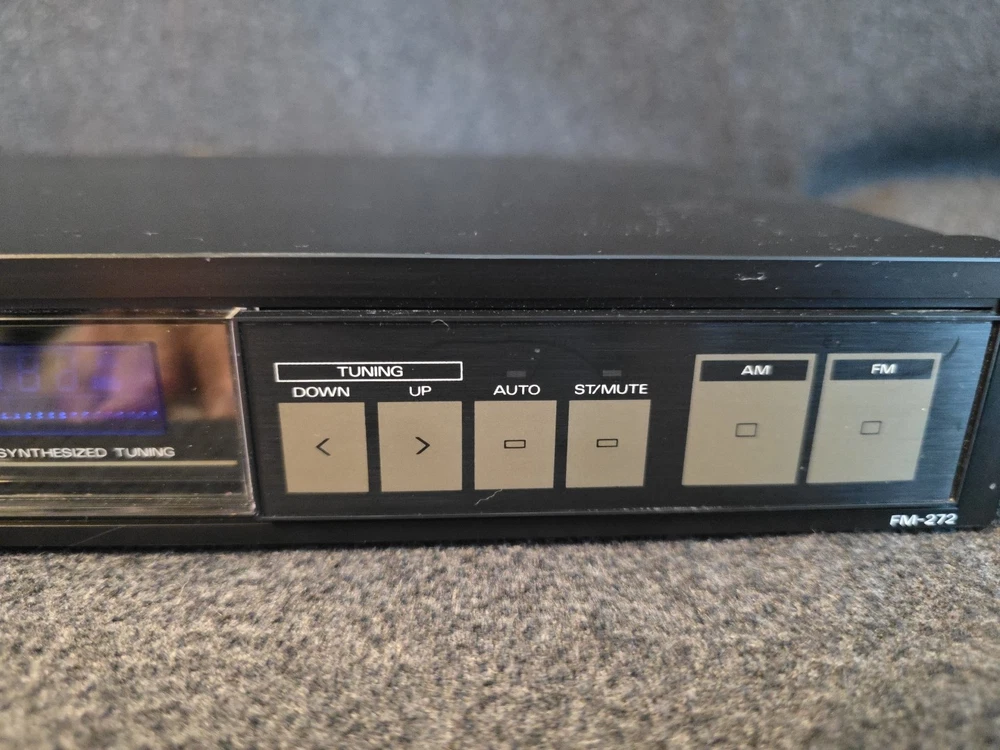 SYNTHESIZED TUNING
TUNING
DOWN UP AUTO ST/MUTE
AM FM
FM-272